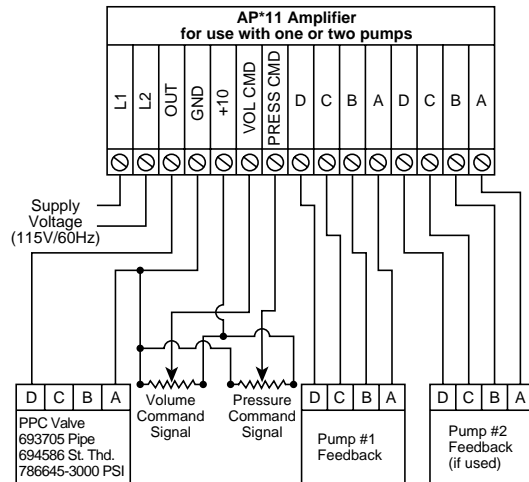 AP*11 Amplifier
for use with one or two pumps
L1 L2 OUT GND +10 VOL CMD PRESS CMD D C B A D C B A
Supply
Voltage
(115V/60Hz)
D C B A
PPC Valve
693705 Pipe
694586 St. Thd.
786645-3000 PSI
Volume
Command
Signal
Pressure
Command
Signal
D C B A
Pump #1
Feedback
D C B A
Pump #2
Feedback
(if used)